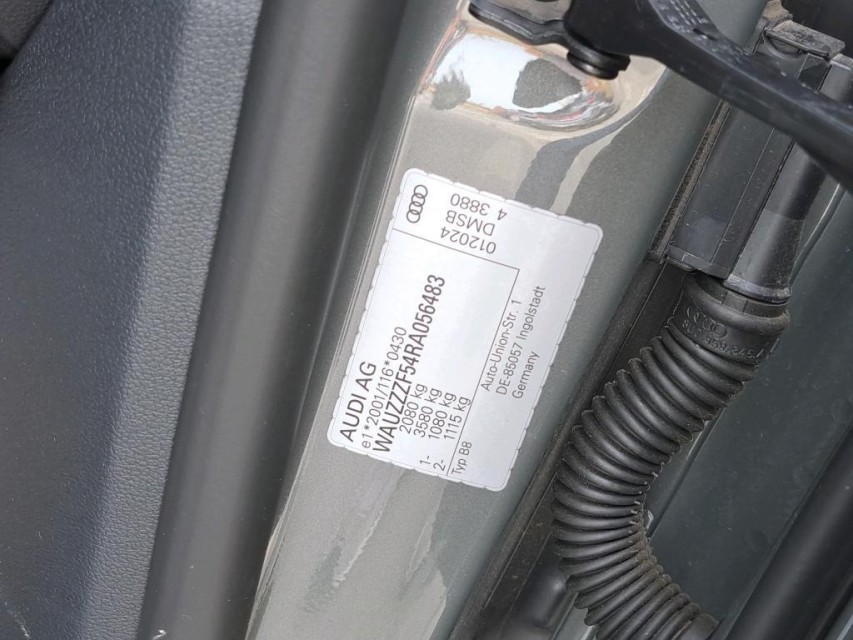 AUDI AG
e1*2001/116*0430
WAUZZZF54RA056483
2080 kg
3580 kg
1- 1080 kg
2- 1115 kg
Typ B8
Auto-Union-Str. 1
DE-85057 Ingolstadt
Germany
012024
DMSB
4 3880